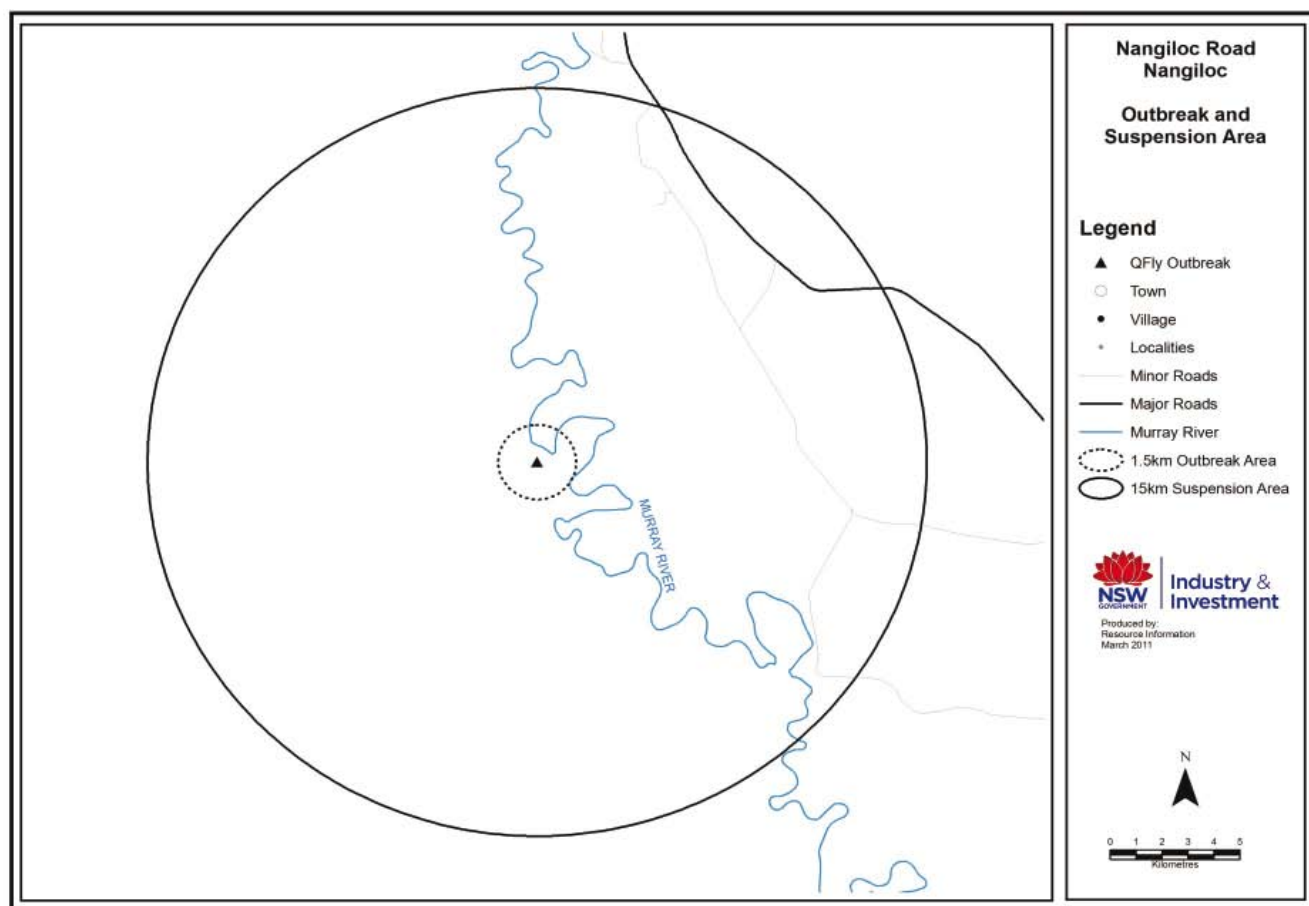 Nangiloc Road
Nangiloc
Outbreak and
Suspension Area
Legend
QFly Outbreak
Town
Village
Localities
Minor Roads
Major Roads
Murray River
1.5km Outbreak Area
15km Suspension Area
MURRAY RIVER
NSW
GOVERNMENT
Industry &
Investment
Produced by:
Resource Information
March 2011
N
0 1 2 3 4 5
Kilometres